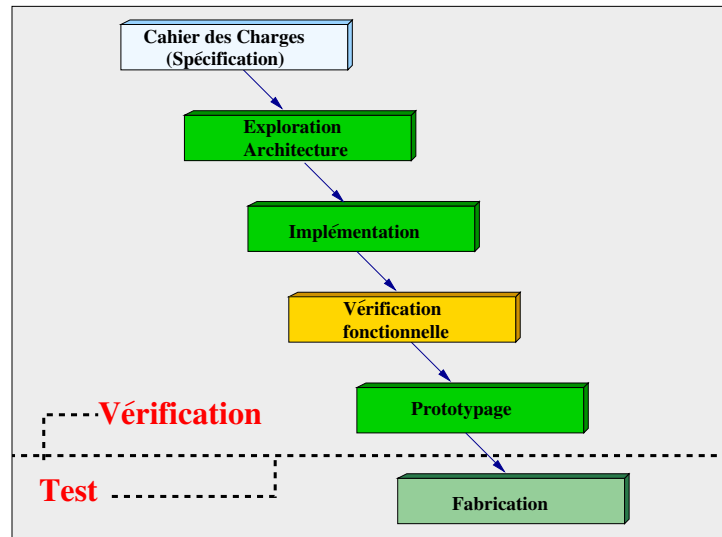 Cahier des Charges
(Spécification)
Exploration
Architecture
Implémentation
Vérification
fonctionnelle
Prototypage
Vérification
Test
Fabrication